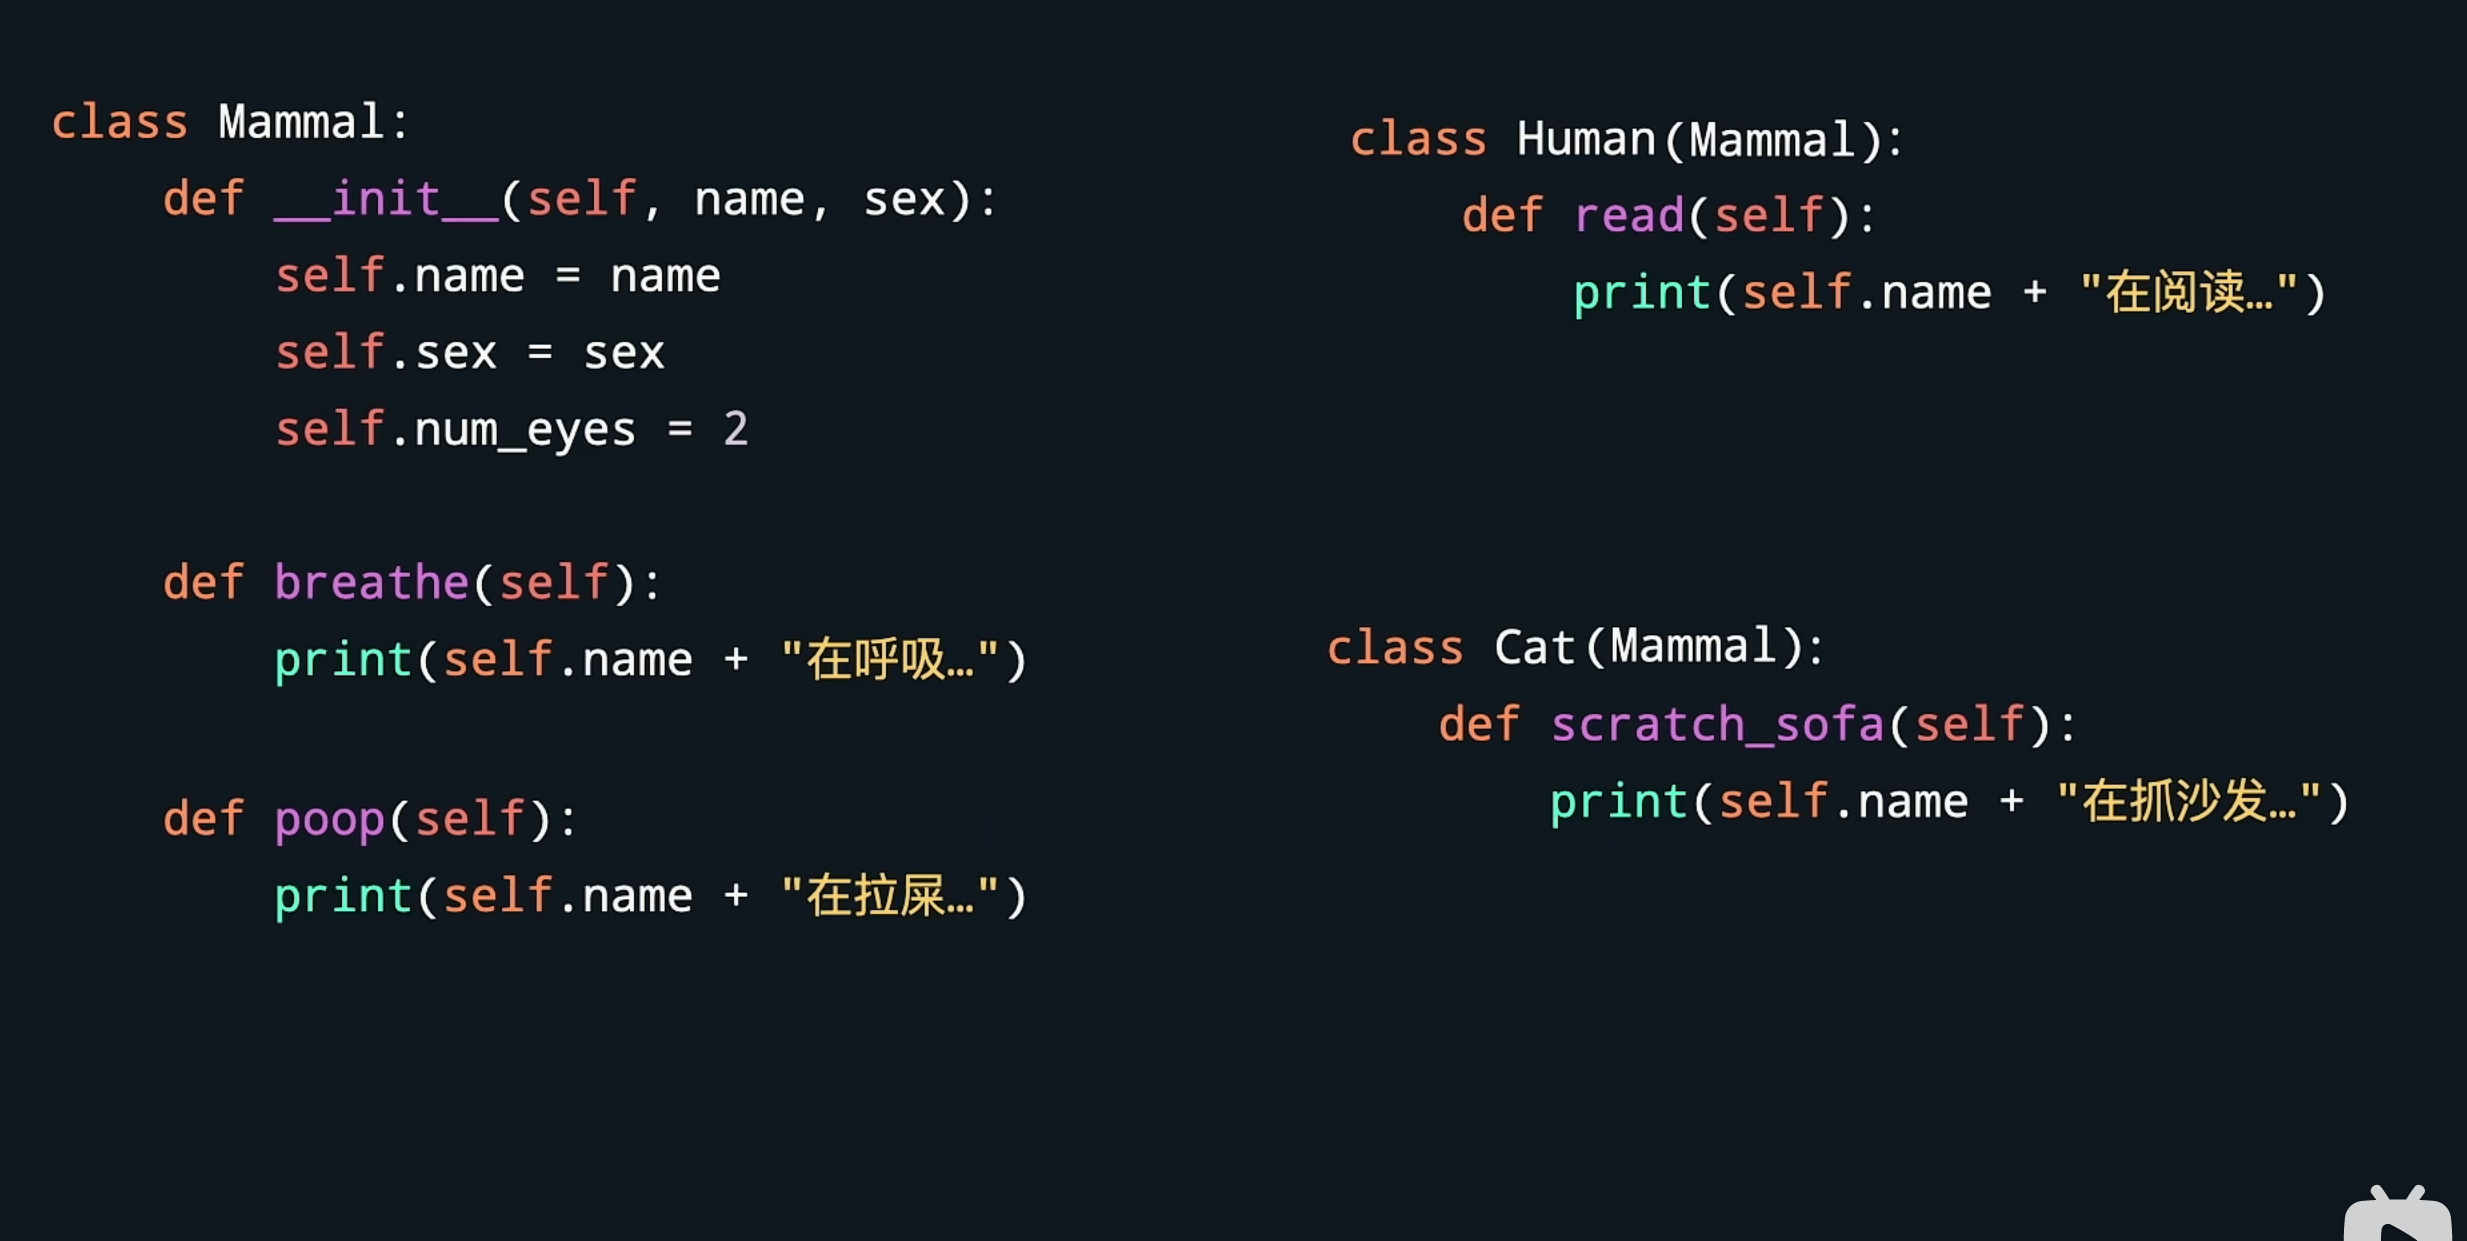 class Mammal:
    def __init__(self, name, sex):
        self.name = name
        self.sex = sex
        self.num_eyes = 2

    def breathe(self):
        print(self.name + "在呼吸…")

    def poop(self):
        print(self.name + "在拉屎…")

class Human(Mammal):
    def read(self):
        print(self.name + "在阅读…")

class Cat(Mammal):
    def scratch_sofa(self):
        print(self.name + "在抓沙发…")